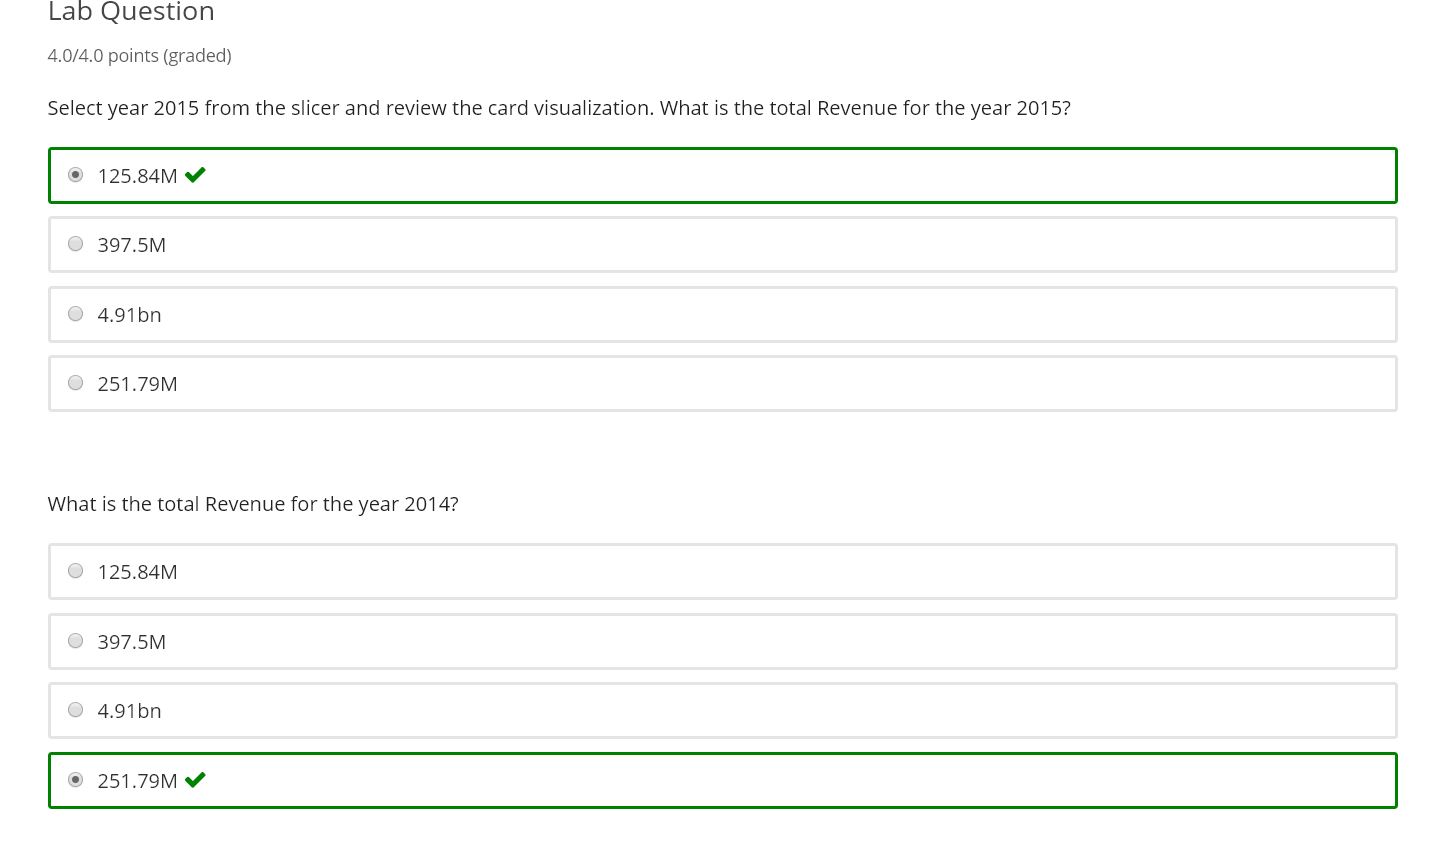 Lab Question
4.0/4.0 points (graded)
Select year 2015 from the slicer and review the card visualization. What is the total Revenue for the year 2015?
125.84M
397.5M
4.91bn
251.79M
What is the total Revenue for the year 2014?
125.84M
397.5M
4.91bn
251.79M